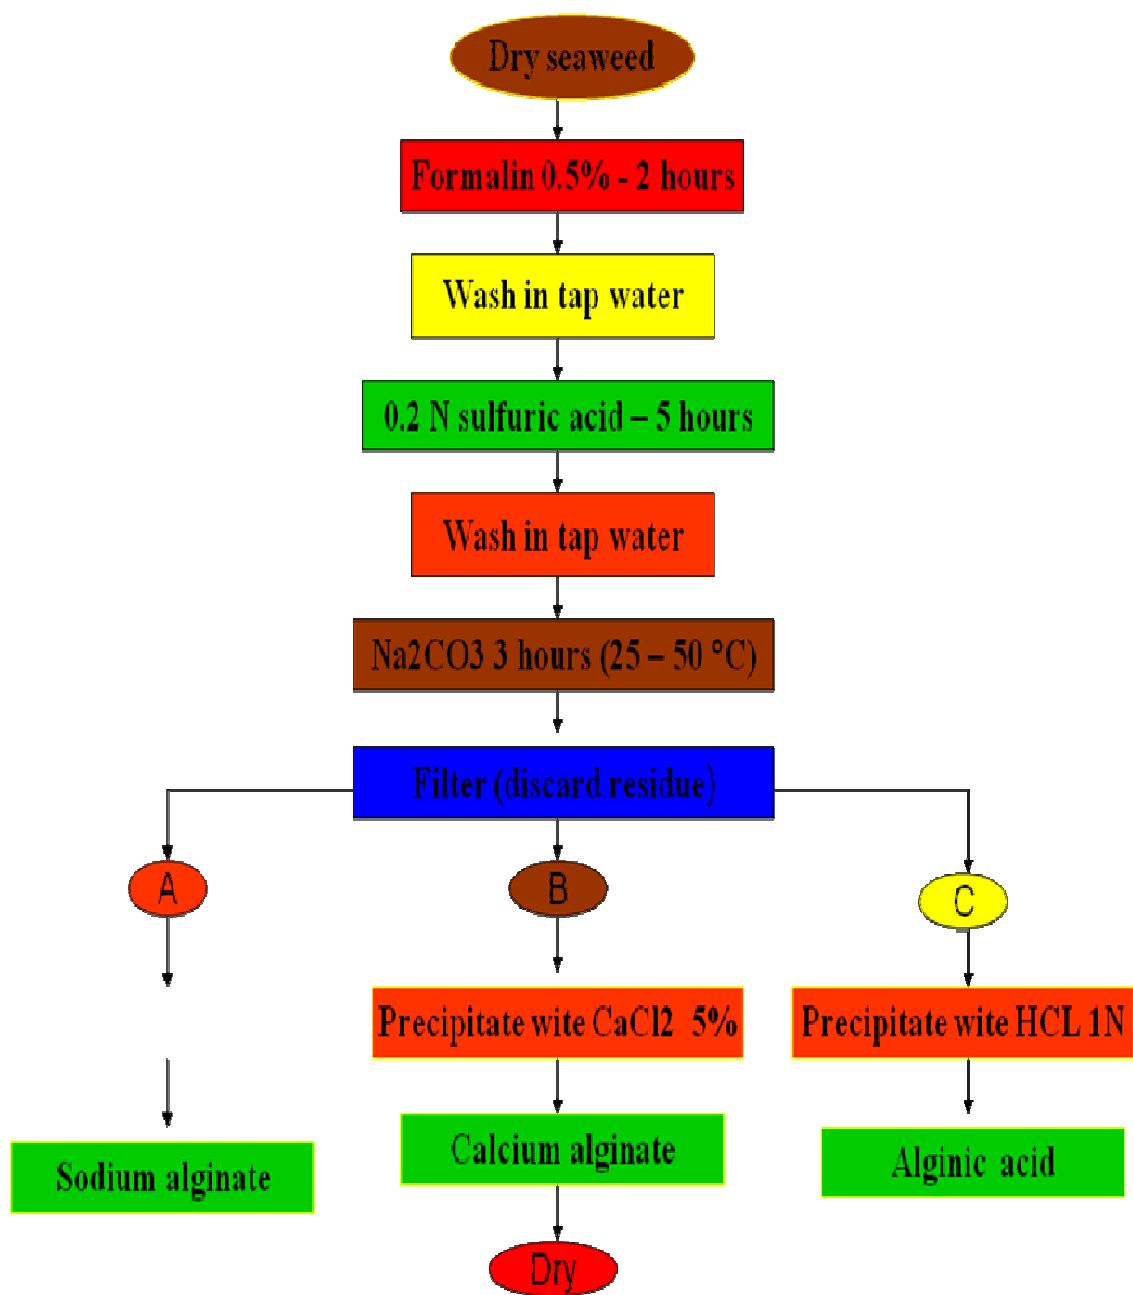 Dry seaweed
Formalin 0.5% - 2 hours
Wash in tap water
0.2 N sulfuric acid – 5 hours
Wash in tap water
Na2CO3 3 hours (25 – 50 °C)
Filter (discard residue)
A
B
C
Precipitate wite CaCl2 5%
Precipitate wite HCL 1N
Sodium alginate
Calcium alginate
Alginic acid
Dry